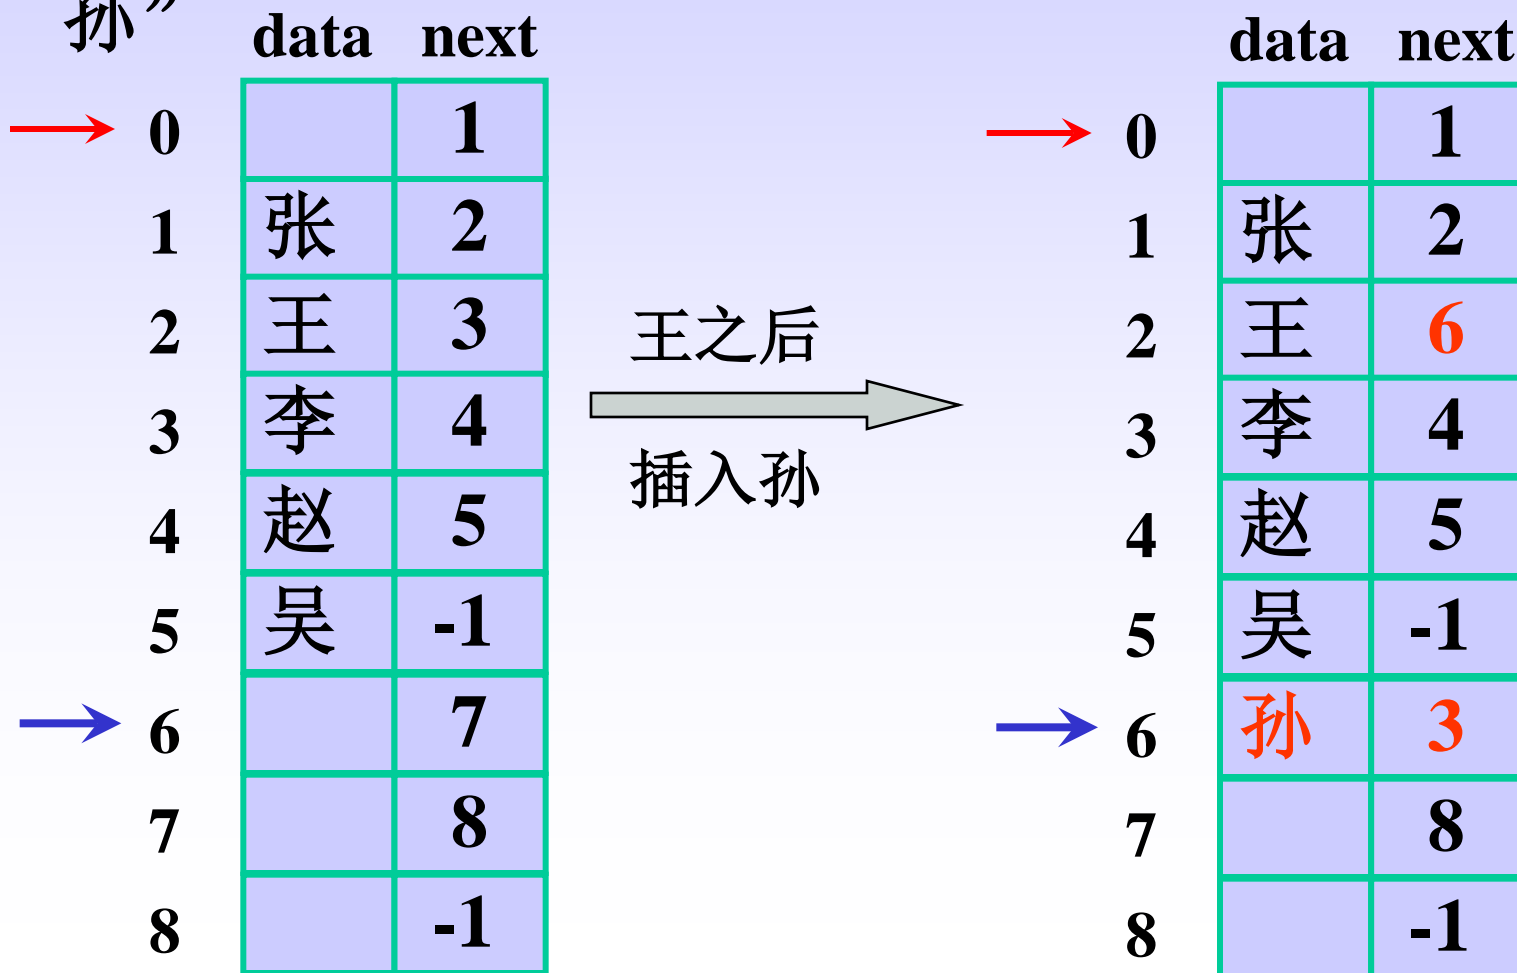 孙”
data next data next
0 1 0 1
1 张 2 1 张 2
2 王 3 王之后 2 王 6
3 李 4 3 李 4
插入孙
4 赵 5 4 赵 5
5 吴 -1 5 吴 -1
6 7 6 孙 3
7 8 7 8
8 -1 8 -1